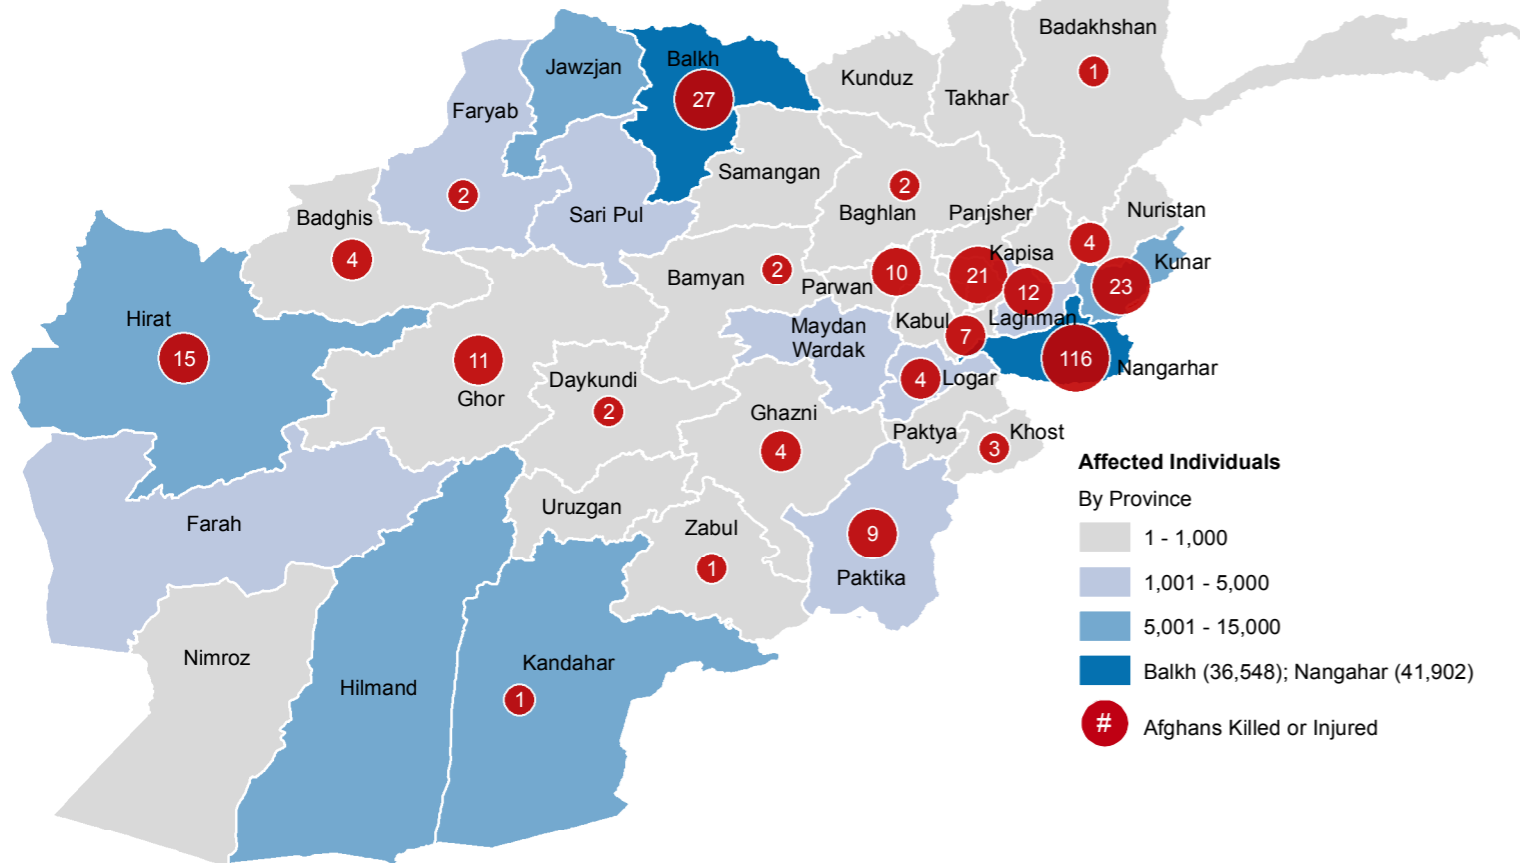 Badakhshan
1
Jawzjan
Balkh
27
Kunduz
Takhar
Faryab
2
Samangan
2
Baghlan
Panjsher
Nuristan
Badghis
4
Sari Pul
4
Kapisa
Kunar
Bamyan
2
Parwan
10
21
12
23
Hirat
15
Maydan
Wardak
Kabul
7
Laghman
116
Nangarhar
11
Ghor
Daykundi
2
4
Logar
Ghazni
4
Paktya
3
Khost
Farah
Uruzgan
Zabul
1
9
Paktika
Nimroz
Hilmand
Kandahar
1
Affected Individuals
By Province
1 - 1,000
1,001 - 5,000
5,001 - 15,000
Balkh (36,548); Nangahar (41,902)
# Afghans Killed or Injured